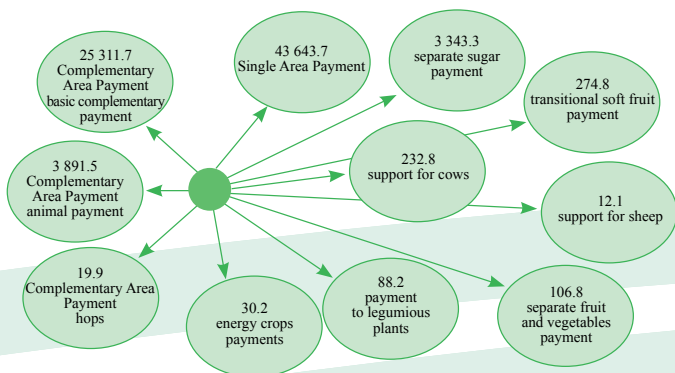 25 311.7
Complementary
Area Payment
basic complementary
payment
43 643.7
Single Area Payment
3 343.3
separate sugar
payment
274.8
transitional soft fruit
payment
3 891.5
Complementary
Area Payment
animal payment
232.8
support for cows
12.1
support for sheep
19.9
Complementary Area
Payment
hops
30.2
energy crops
payments
88.2
payment
to legumious
plants
106.8
separate fruit
and vegetables
payment